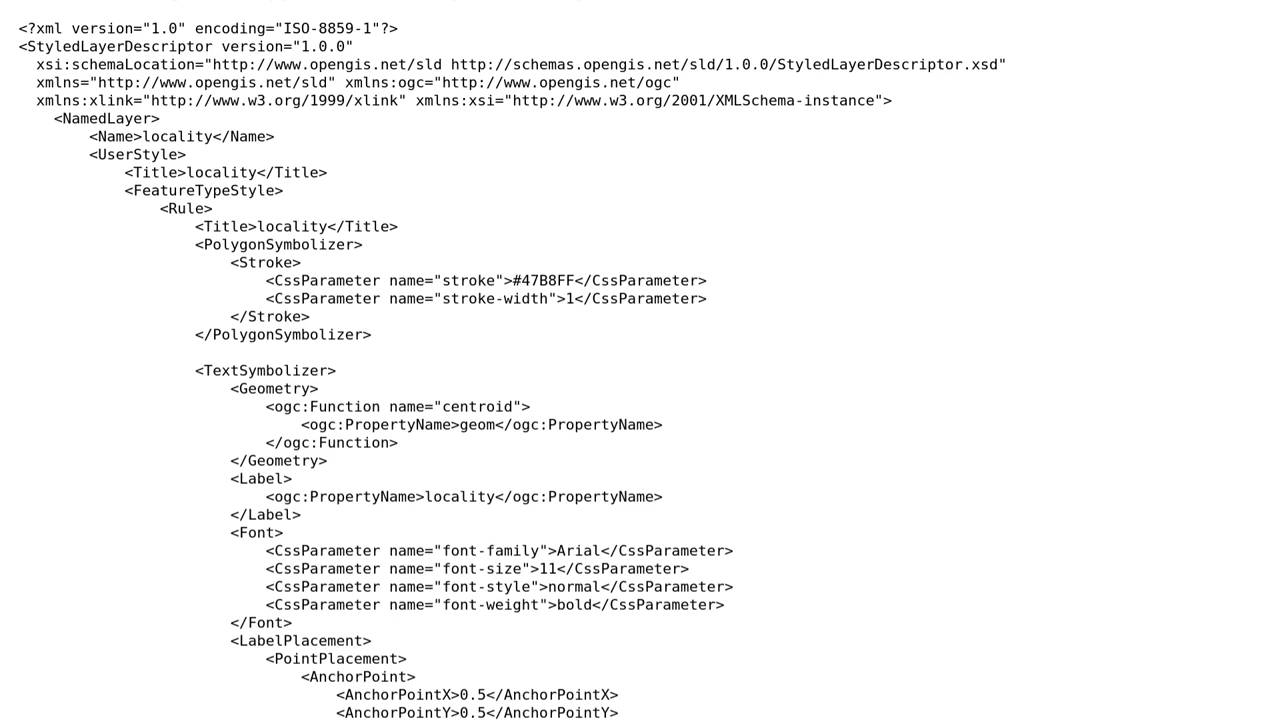 <?xml version="1.0" encoding="ISO-8859-1"?>
<StyledLayerDescriptor version="1.0.0"
  xsi:schemaLocation="http://www.opengis.net/sld http://schemas.opengis.net/sld/1.0.0/StyledLayerDescriptor.xsd"
  xmlns="http://www.opengis.net/sld" xmlns:ogc="http://www.opengis.net/ogc"
  xmlns:xlink="http://www.w3.org/1999/xlink" xmlns:xsi="http://www.w3.org/2001/XMLSchema-instance">
    <NamedLayer>
        <Name>locality</Name>
        <UserStyle>
            <Title>locality</Title>
            <FeatureTypeStyle>
                <Rule>
                    <Title>locality</Title>
                    <PolygonSymbolizer>
                        <Stroke>
                            <CssParameter name="stroke">#47B8FF</CssParameter>
                            <CssParameter name="stroke-width">1</CssParameter>
                        </Stroke>
                    </PolygonSymbolizer>

                    <TextSymbolizer>
                        <Geometry>
                            <ogc:Function name="centroid">
                                <ogc:PropertyName>geom</ogc:PropertyName>
                            </ogc:Function>
                        </Geometry>
                        <Label>
                            <ogc:PropertyName>locality</ogc:PropertyName>
                        </Label>
                        <Font>
                            <CssParameter name="font-family">Arial</CssParameter>
                            <CssParameter name="font-size">11</CssParameter>
                            <CssParameter name="font-style">normal</CssParameter>
                            <CssParameter name="font-weight">bold</CssParameter>
                        </Font>
                        <LabelPlacement>
                            <PointPlacement>
                                <AnchorPoint>
                                    <AnchorPointX>0.5</AnchorPointX>
                                    <AnchorPointY>0.5</AnchorPointY>